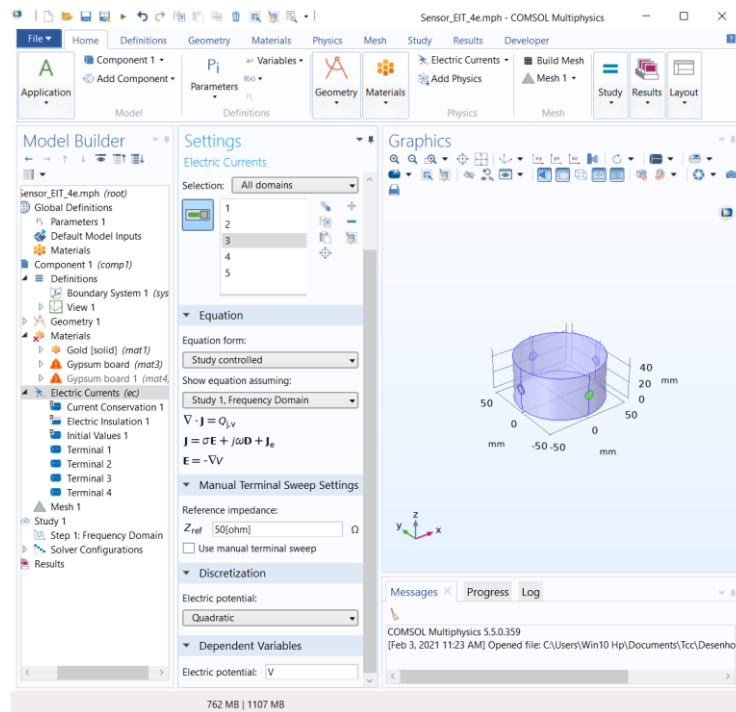 Sensor_EIT_4e.mph - COMSOL Multiphysics
File Home Definitions Geometry Materials Physics Mesh Study Results Developer
Application
Component 1
Add Component
Model
Pi
Parameters
a= Variables
f(x)
Pi
Definitions
Geometry
Materials
Electric Currents
Add Physics
Physics
Build Mesh
Mesh 1
Mesh
Study
Results
Layout
Model Builder
Sensor_EIT_4e.mph (root)
Global Definitions
Pi Parameters 1
Default Model Inputs
Materials
Component 1 (comp1)
Definitions
Boundary System 1 (sys
View 1
Geometry 1
Materials
Gold [solid] (mat1)
Gypsum board (mat3)
Gypsum board 1 (mat4)
Electric Currents (ec)
Current Conservation 1
Electric Insulation 1
Initial Values 1
Terminal 1
Terminal 2
Terminal 3
Terminal 4
Mesh 1
Study 1
Step 1: Frequency Domain
Solver Configurations
Results
Settings
Electric Currents
Selection: All domains
1
2
3
4
5
Equation
Equation form:
Study controlled
Show equation assuming:
Study 1, Frequency Domain
∇ · J = Qj,v
J = σE + jωD + Je
E = -∇V
Manual Terminal Sweep Settings
Reference impedance:
Zref 50[ohm] Ω
Use manual terminal sweep
Discretization
Electric potential:
Quadratic
Dependent Variables
Electric potential: V
Graphics
xy yz xz
40
20
0
mm
50
0
-50
mm
-50
0
50
mm
z
y
x
Messages Progress Log
COMSOL Multiphysics 5.5.0.359
[Feb 3, 2021 11:23 AM] Opened file: C:\Users\Win10 Hp\Documents\Tcc\Desenho
762 MB | 1107 MB